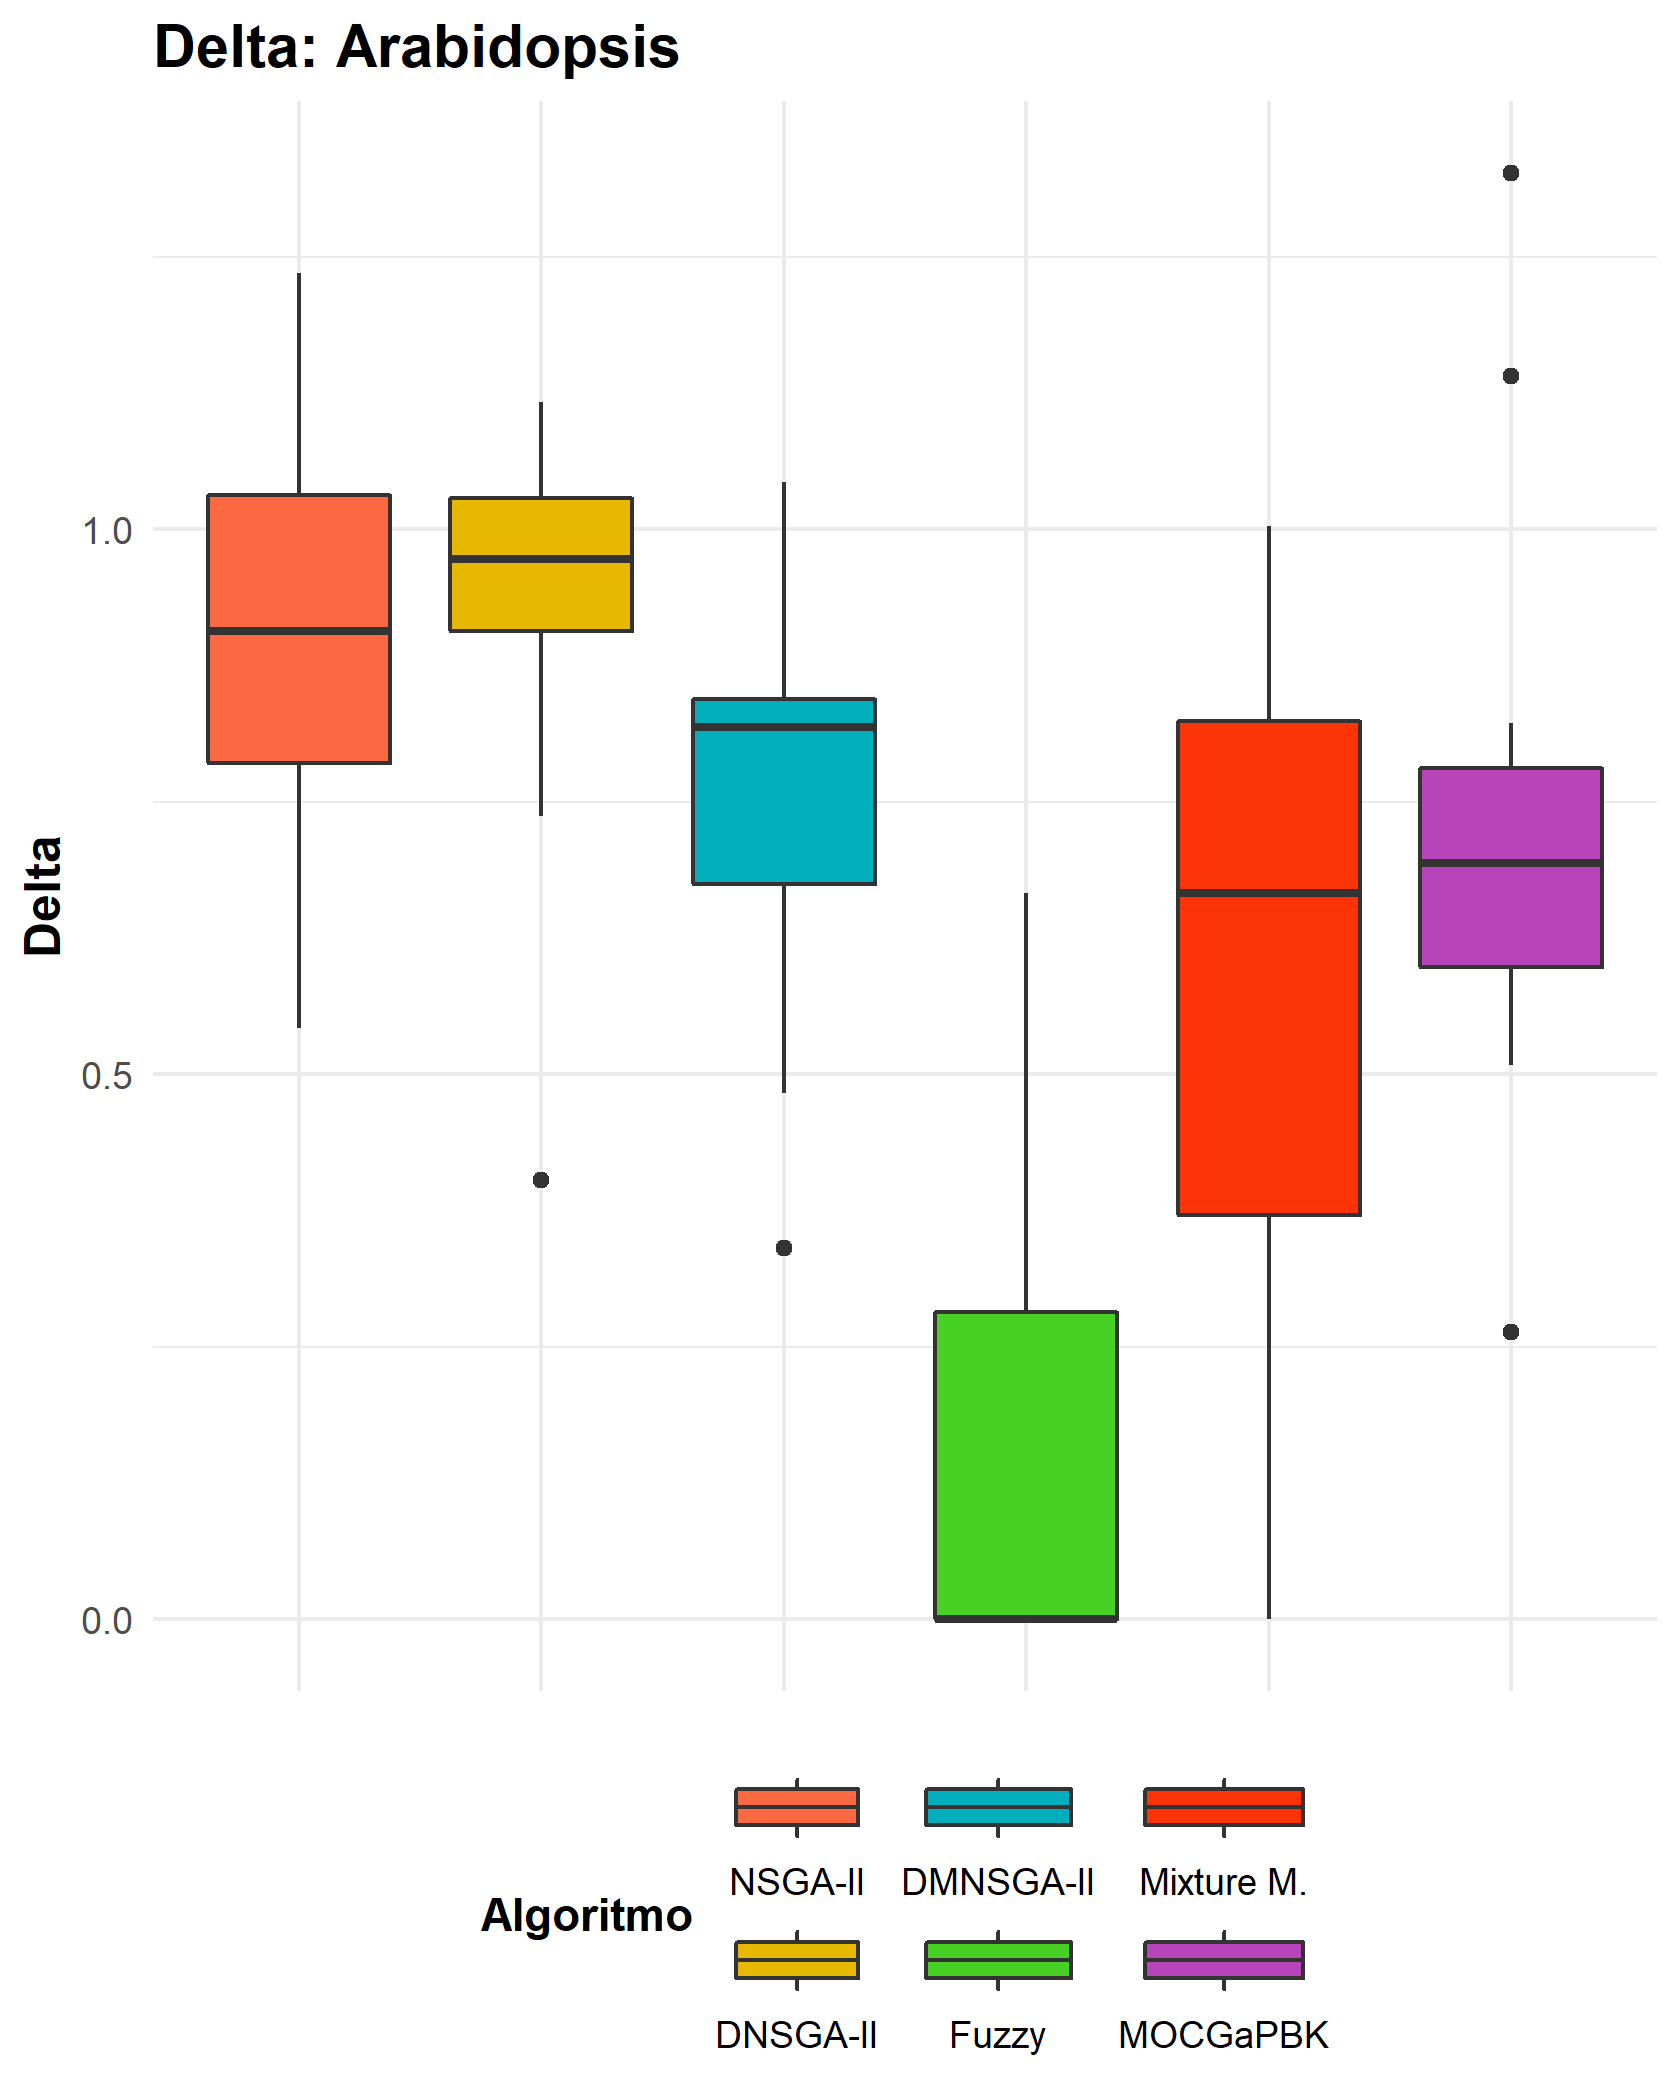 Delta: Arabidopsis
Delta
1.0
0.5
0.0
Algoritmo
NSGA-II
DMNSGA-II
Mixture M.
DNSGA-II
Fuzzy
MOCGaPBK